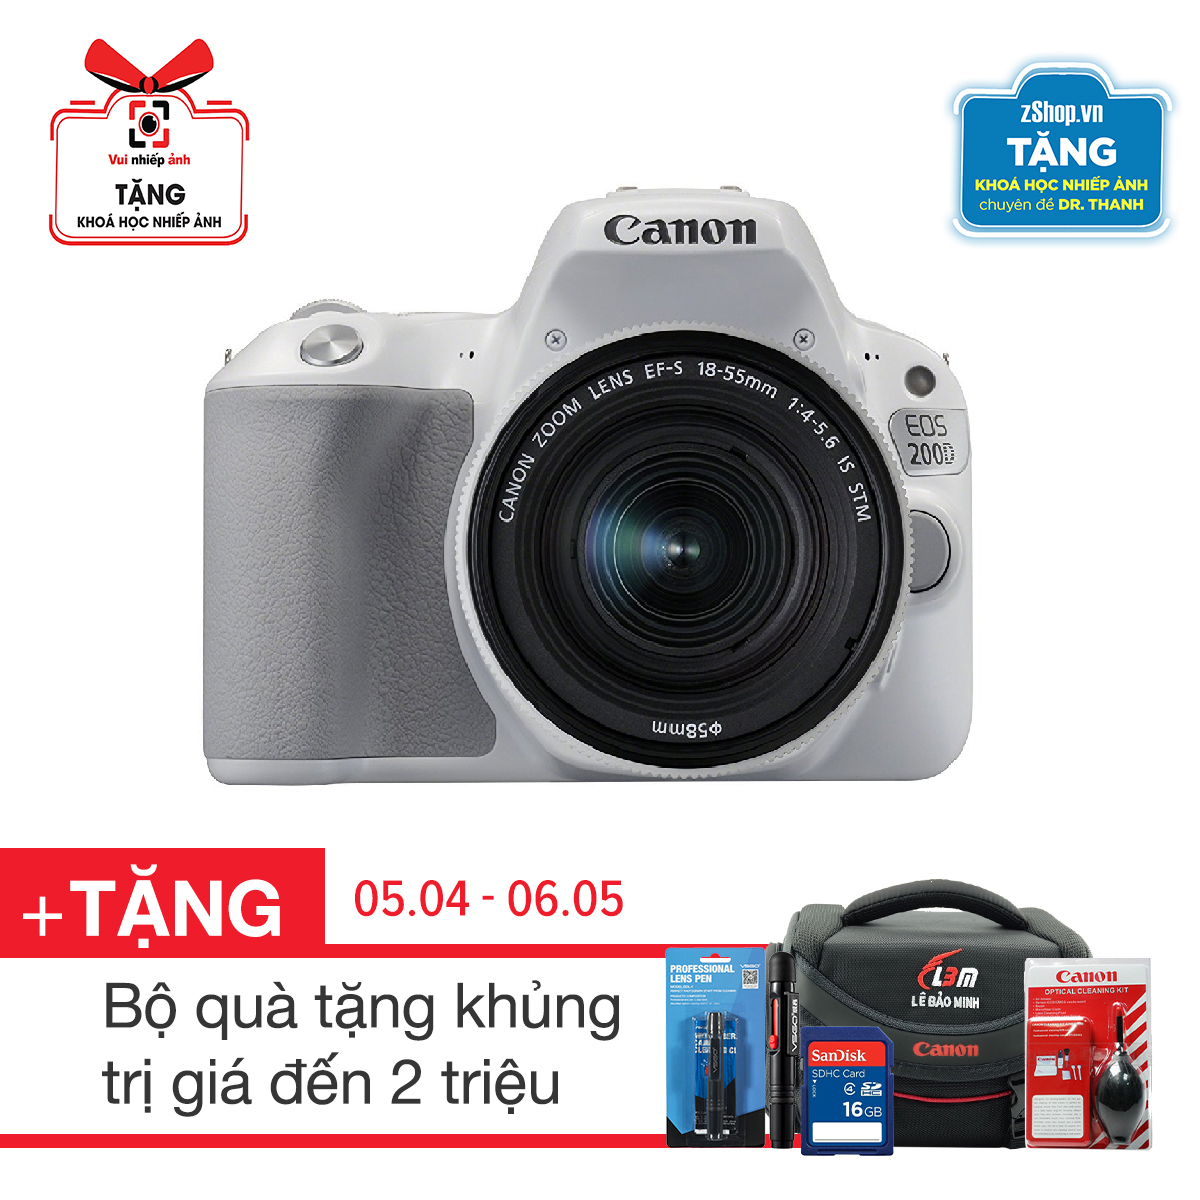 Vui nhiếp ảnh
TẶNG
KHOÁ HỌC NHIẾP ẢNH
zShop.vn
TẶNG
KHOÁ HỌC NHIẾP ẢNH
chuyên đề DR. THANH
Canon
CANON ZOOM LENS EF-S 18-55mm 1:4-5.6 IS STM
EOS
200D
φ58mm
+TẶNG
05.04 - 06.05
Bộ quà tặng khủng
trị giá đến 2 triệu
PROFESSIONAL
LENS PEN
VSGO
SanDisk
SDHC Card
4
16GB
LBM
LÊ BẢO MINH
Canon
Canon
OPTICAL CLEANING KIT